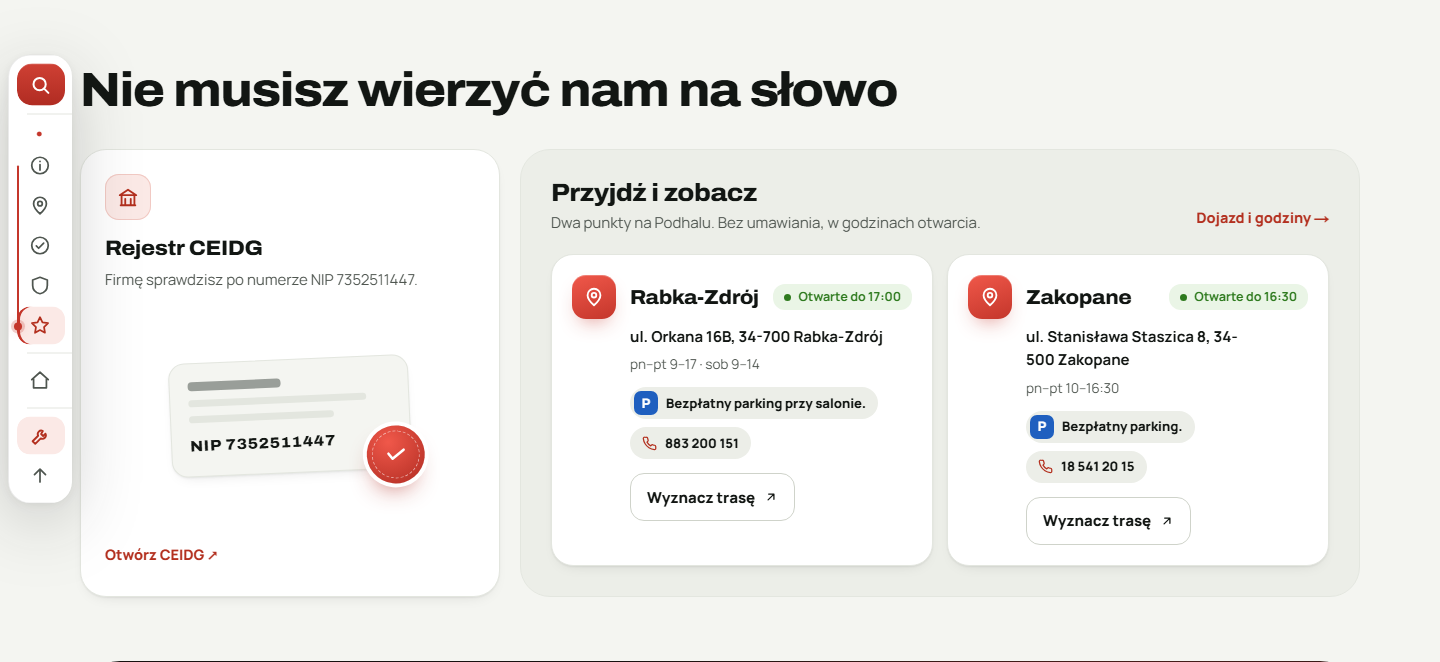 Nie musisz wierzyć nam na słowo
Rejestr CEIDG
Firmę sprawdzisz po numerze NIP 7352511447.
NIP 7352511447
Otwórz CEIDG ↗
Przyjdź i zobacz
Dwa punkty na Podhalu. Bez umawiania, w godzinach otwarcia.
Dojazd i godziny →
Rabka-Zdrój
Otwarte do 17:00
ul. Orkana 16B, 34-700 Rabka-Zdrój
pn–pt 9–17 · sob 9–14
P Bezpłatny parking przy salonie.
883 200 151
Wyznacz trasę ↗
Zakopane
Otwarte do 16:30
ul. Stanisława Staszica 8, 34-
500 Zakopane
pn–pt 10–16:30
P Bezpłatny parking.
18 541 20 15
Wyznacz trasę ↗